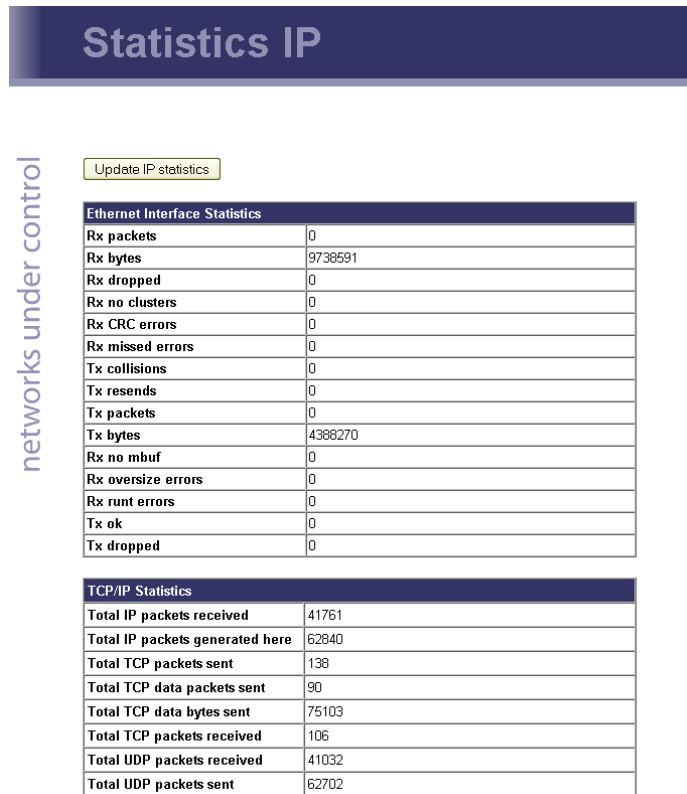 Statistics IP
networks under control
Update IP statistics
Ethernet Interface Statistics
Rx packets 0
Rx bytes 9738591
Rx dropped 0
Rx no clusters 0
Rx CRC errors 0
Rx missed errors 0
Tx collisions 0
Tx resends 0
Tx packets 0
Tx bytes 4388270
Rx no mbuf 0
Rx oversize errors 0
Rx runt errors 0
Tx ok 0
Tx dropped 0
TCP/IP Statistics
Total IP packets received 41761
Total IP packets generated here 62840
Total TCP packets sent 138
Total TCP data packets sent 90
Total TCP data bytes sent 75103
Total TCP packets received 106
Total UDP packets received 41032
Total UDP packets sent 62702